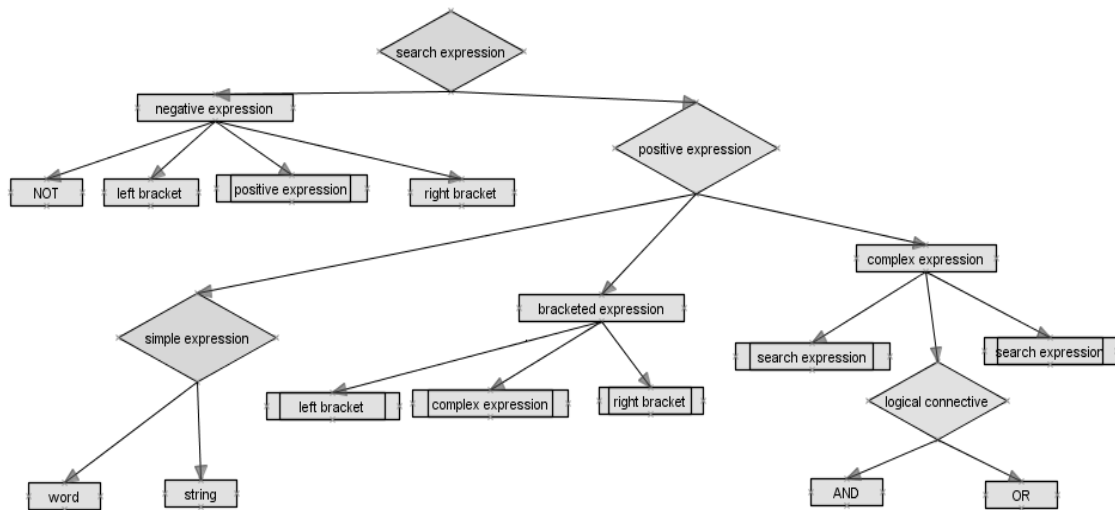 search expression
negative expression
positive expression
NOT
left bracket
positive expression
right bracket
complex expression
bracketed expression
simple expression
search expression
search expression
left bracket
complex expression
right bracket
logical connective
word
string
AND
OR